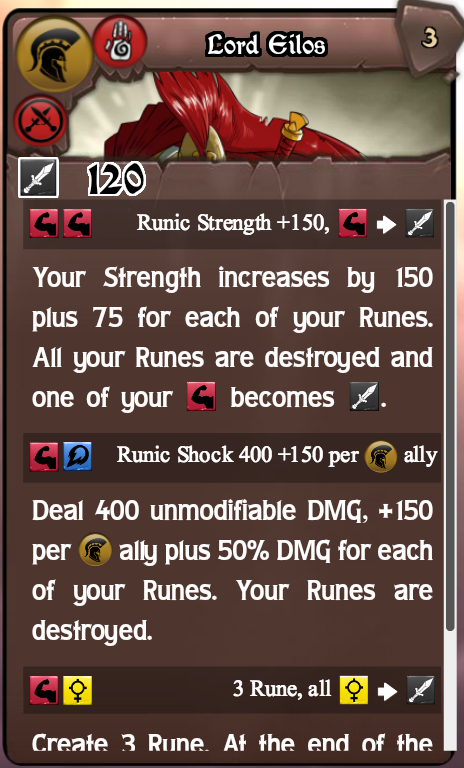 Lord Eilos
3
120
Runic Strength +150,
Your Strength increases by 150
plus 75 for each of your Runes.
All your Runes are destroyed and
one of your becomes .
Runic Shock 400 +150 per ally
Deal 400 unmodifiable DMG, +150
per ally plus 50% DMG for each
of your Runes. Your Runes are
destroyed.
3 Rune, all
Create 3 Rune. At the end of the